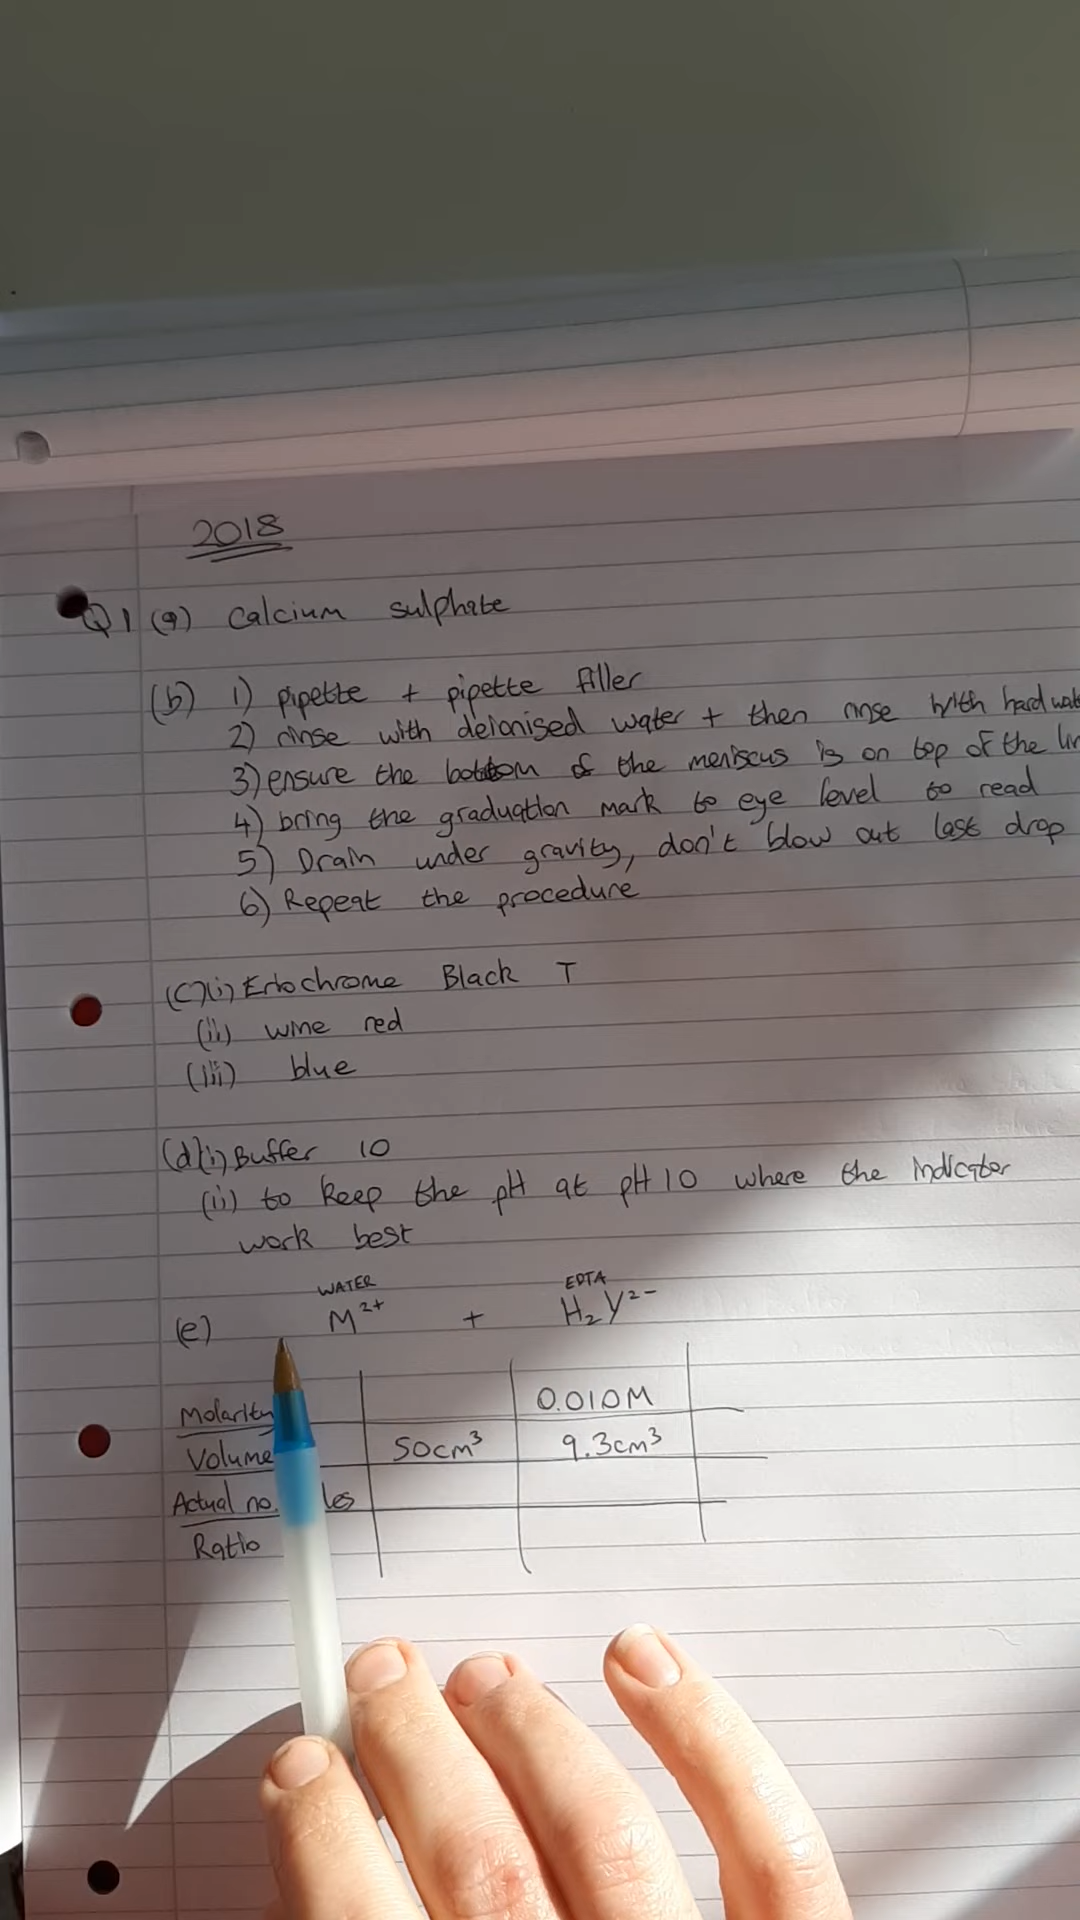 2018
Q1 (a) Calcium sulphate
(b) 1) pipette + pipette filler
2) rinse with deionised water + then rinse with hard wat
3) ensure the bottom of the meniscus is on top of the lin
4) bring the graduation mark to eye level to read
5) Drain under gravity, don't blow out last drop
6) Repeat the procedure
(c)(i) Eriochrome Black T
(ii) wine red
(iii) blue
(d)(i) Buffer 10
(ii) to keep the pH at pH 10 where the indicator
work best
WATER EDTA
(e) M²⁺ + H₂Y²⁻
Molarity 0.010M
Volume 50cm³ 9.3cm³
Actual no. les
Ratio